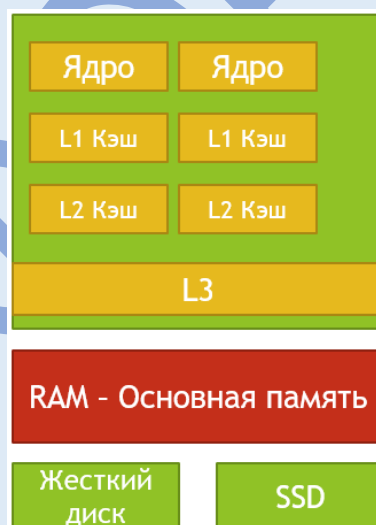 Ядро Ядро
L1 Кэш L1 Кэш
L2 Кэш L2 Кэш
L3
RAM – Основная память
Жесткий SSD
диск